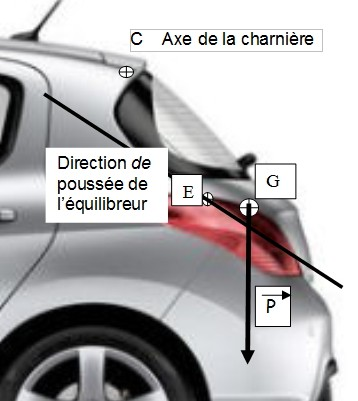 C Axe de la charnière
Direction de
poussée de
l'équilibreur
E
G
P